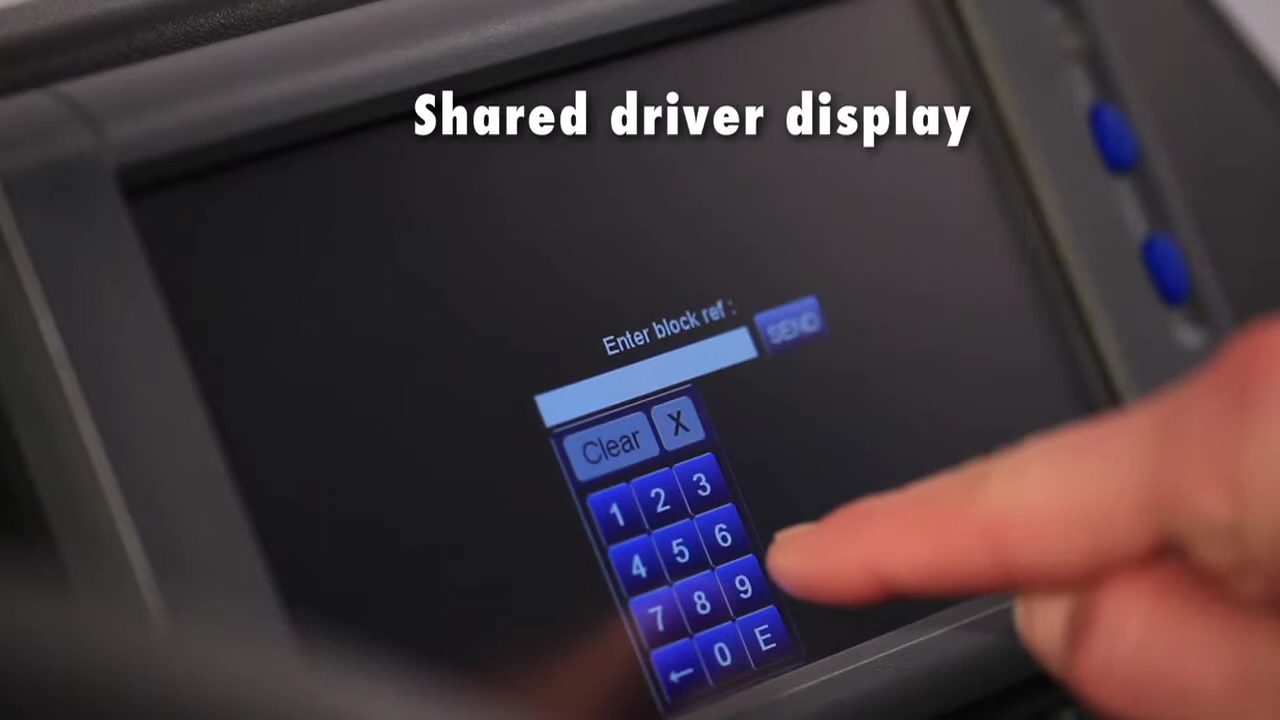 Shared driver display
Enter block ref :
SEND
Clear X
1 2 3
4 5 6
7 8 9
← 0 E